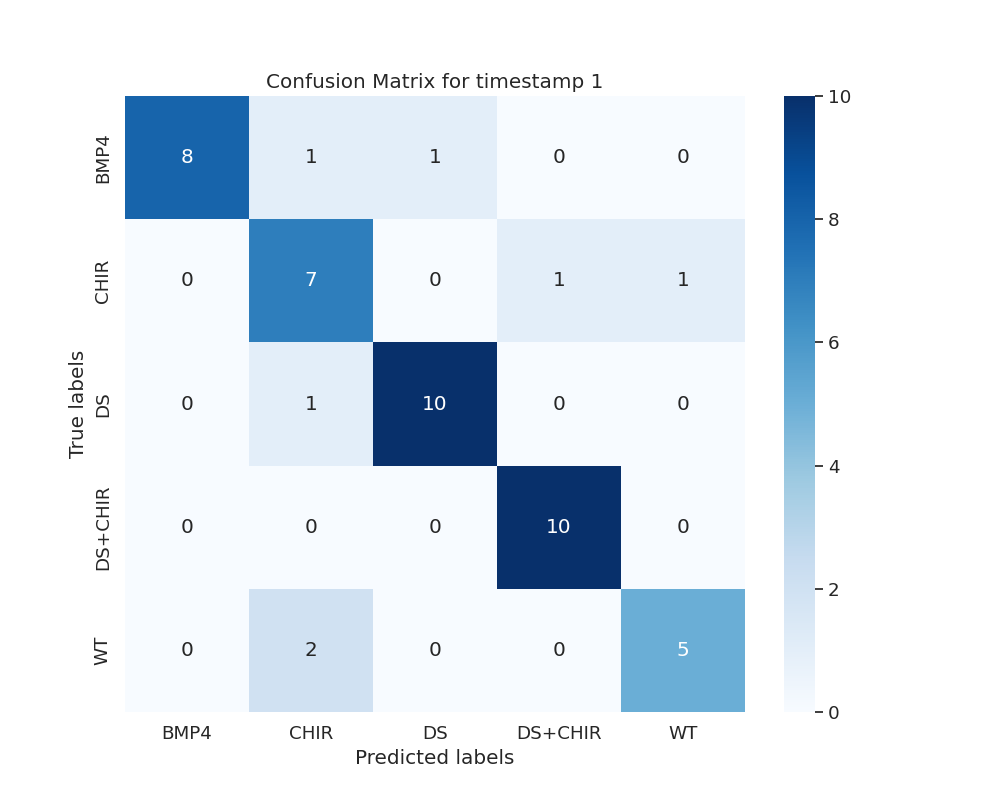 Confusion Matrix for timestamp 1
True labels
BMP4 8 1 1 0 0
CHIR 0 7 0 1 1
DS 0 1 10 0 0
DS+CHIR 0 0 0 10 0
WT 0 2 0 0 5
BMP4 CHIR DS DS+CHIR WT
Predicted labels
10
8
6
4
2
0